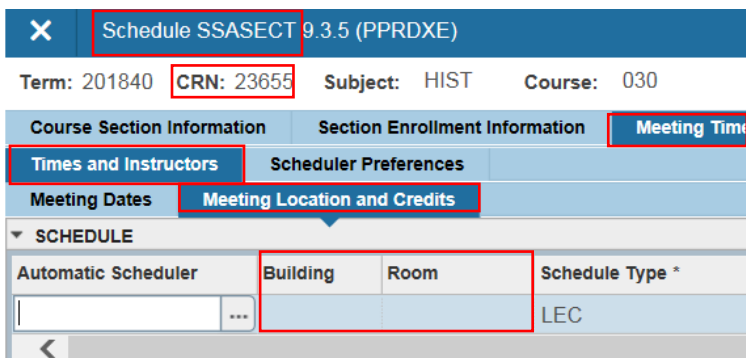 Schedule SSASECT 9.3.5 (PPRDXE)
Term: 201840 CRN: 23655 Subject: HIST Course: 030
Course Section Information Section Enrollment Information Meeting Time
Times and Instructors Scheduler Preferences
Meeting Dates Meeting Location and Credits
SCHEDULE
Automatic Scheduler Building Room Schedule Type *
... LEC